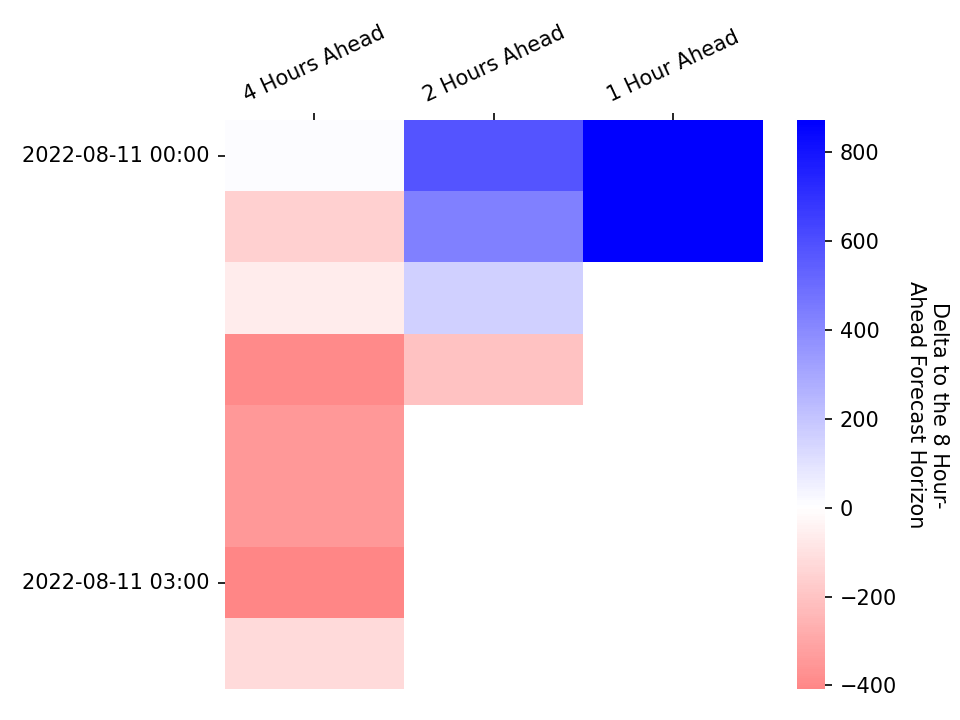 4 Hours Ahead
2 Hours Ahead
1 Hour Ahead
2022-08-11 00:00
2022-08-11 03:00
800
600
400
200
0
−200
−400
Delta to the 8 Hour-
Ahead Forecast Horizon